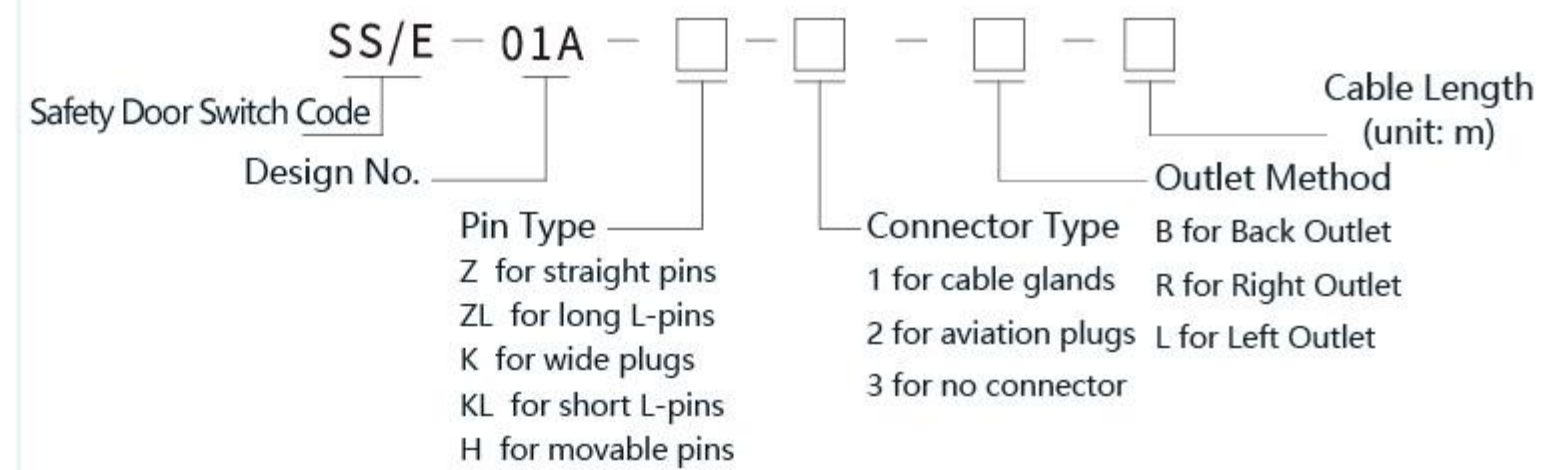 SS/E - 01A - □ - □ - □ - □
Safety Door Switch Code
Design No.
Pin Type
Z for straight pins
ZL for long L-pins
K for wide plugs
KL for short L-pins
H for movable pins
Connector Type
1 for cable glands
2 for aviation plugs
3 for no connector
Outlet Method
B for Back Outlet
R for Right Outlet
L for Left Outlet
Cable Length
(unit: m)